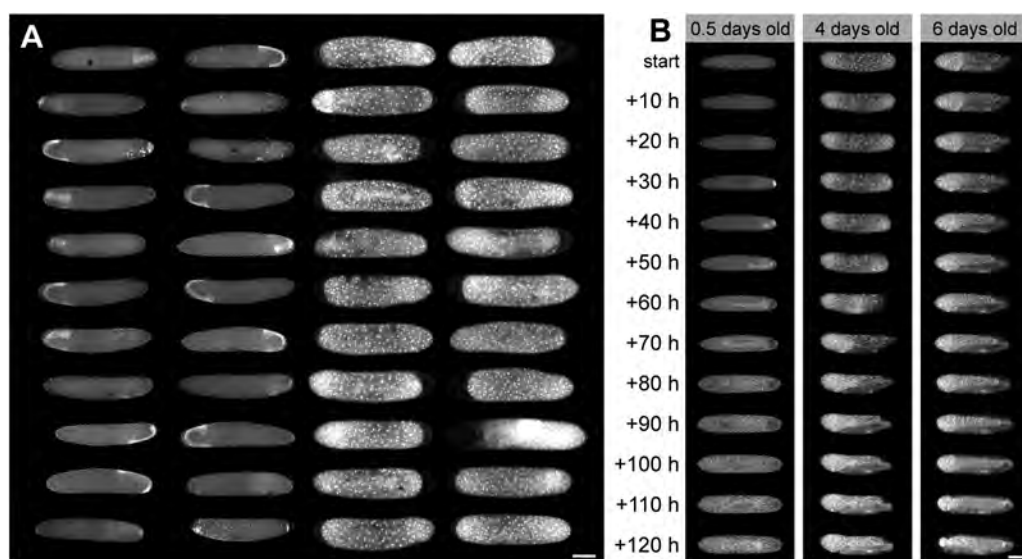 A
B
0.5 days old
4 days old
6 days old
start
+10 h
+20 h
+30 h
+40 h
+50 h
+60 h
+70 h
+80 h
+90 h
+100 h
+110 h
+120 h